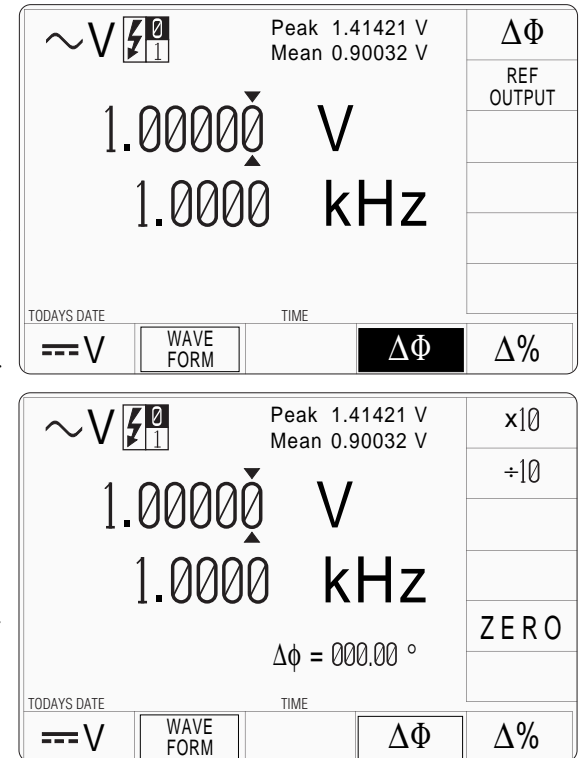 ∼V 0 1
Peak 1.41421 V
Mean 0.90032 V
1.00000 V
1.0000 kHz
TODAYS DATE TIME
V
WAVE
FORM
ΔΦ
Δ%
ΔΦ
REF
OUTPUT
∼V 0 1
Peak 1.41421 V
Mean 0.90032 V
1.00000 V
1.0000 kHz
Δϕ = 000.00 °
TODAYS DATE TIME
V
WAVE
FORM
ΔΦ
Δ%
x10
÷10
ZERO